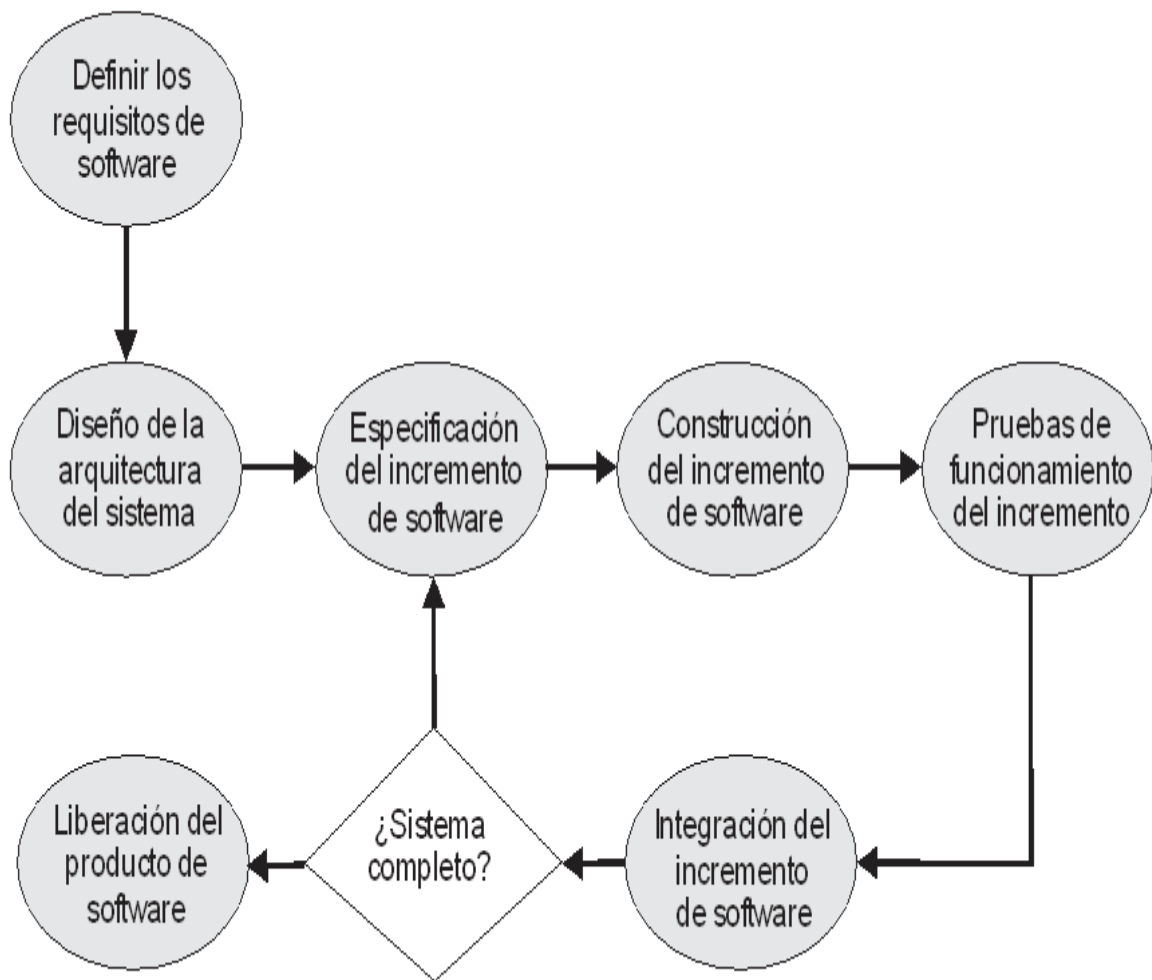 Definir los
requisitos de
software
Diseño de la
arquitectura
del sistema
Especificación
del incremento
de software
Construcción
del incremento
de software
Pruebas de
funcionamiento
del incremento
Liberación del
producto de
software
¿Sistema
completo?
Integración del
incremento
de software